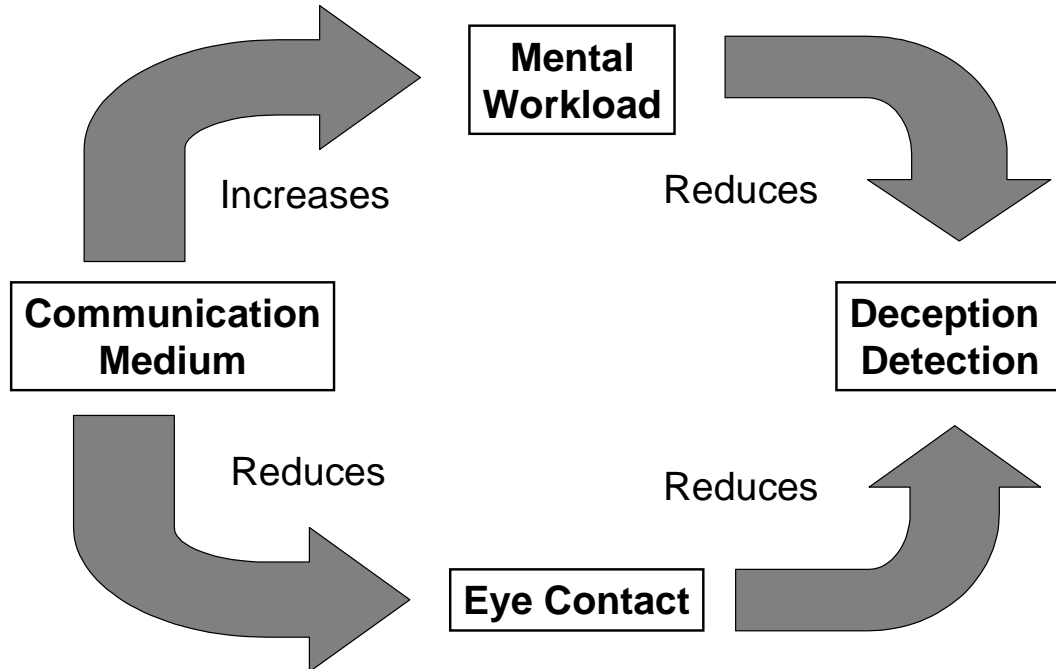 Mental
Workload
Increases
Reduces
Communication
Medium
Deception
Detection
Reduces
Reduces
Eye Contact